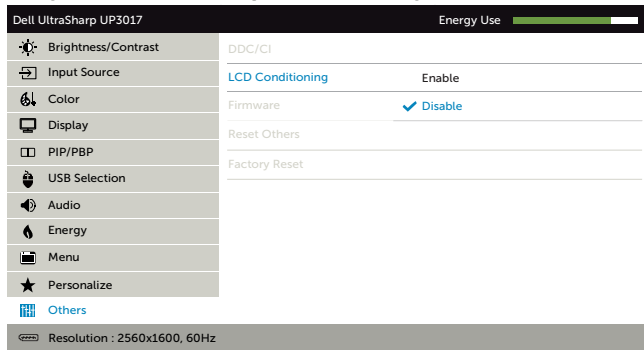 Dell UltraSharp UP3017 Energy Use
Brightness/Contrast DDC/CI
Input Source LCD Conditioning Enable
Color Firmware Disable
Display Reset Others
PIP/PBP Factory Reset
USB Selection
Audio
Energy
Menu
Personalize
Others
Resolution : 2560x1600, 60Hz